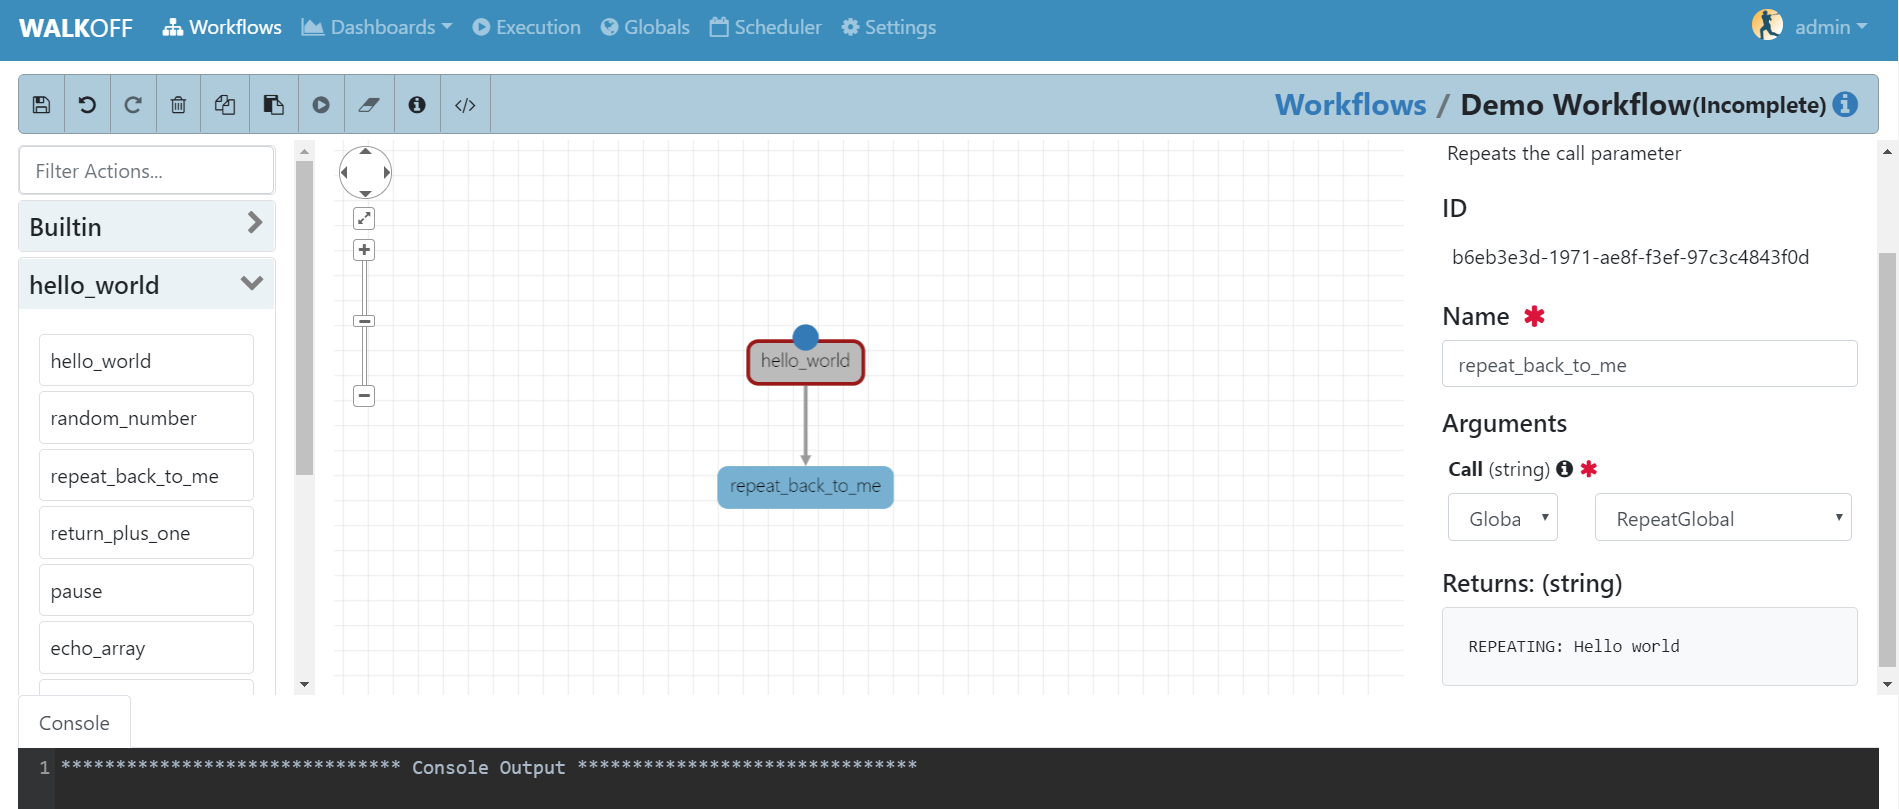 WALKOFF Workflows Dashboards Execution Globals Scheduler Settings admin
Workflows / Demo Workflow(Incomplete)
Filter Actions...
Builtin
hello_world
hello_world
random_number
repeat_back_to_me
return_plus_one
pause
echo_array
hello_world
repeat_back_to_me
Repeats the call parameter
ID
b6eb3e3d-1971-ae8f-f3ef-97c3c4843f0d
Name *
repeat_back_to_me
Arguments
Call (string) *
Globa RepeatGlobal
Returns: (string)
REPEATING: Hello world
Console
1 ******************************* Console Output *******************************